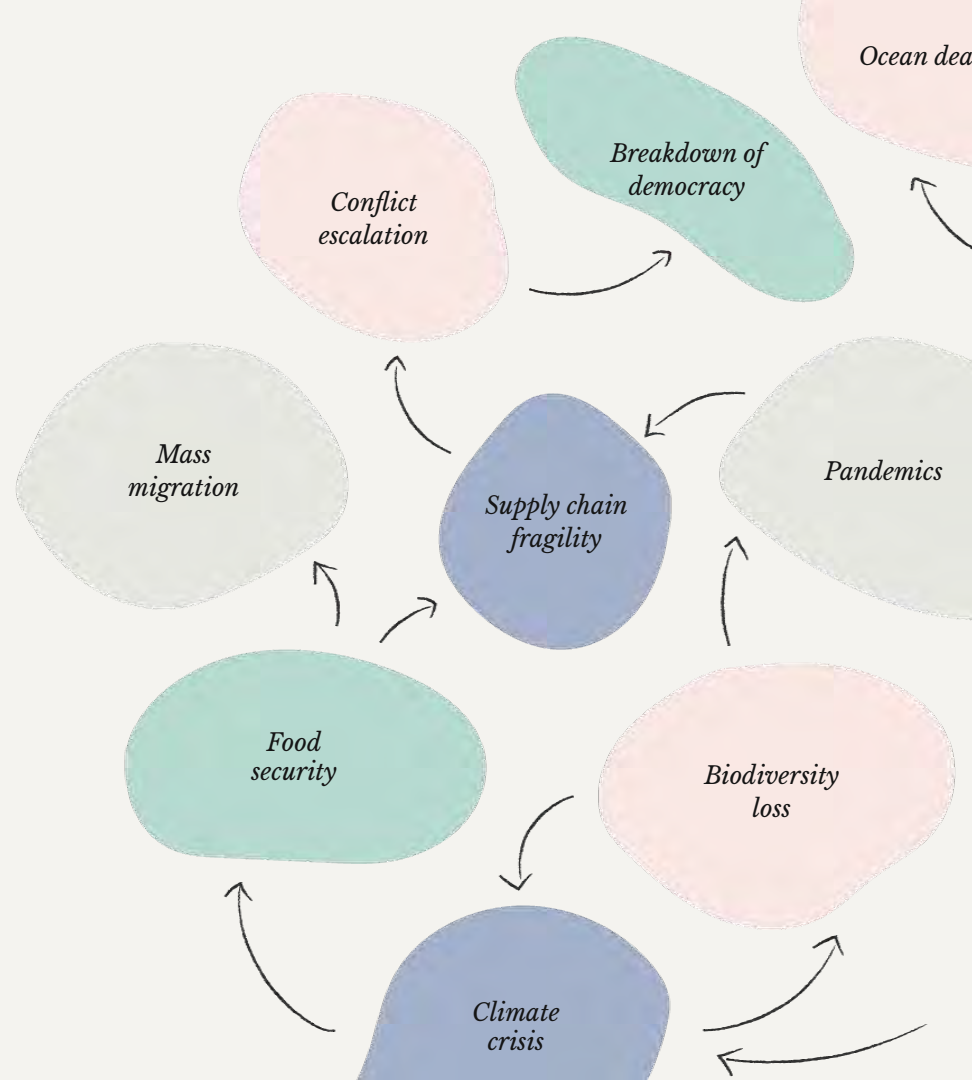 Ocean
Breakdown of
democracy
Conflict
escalation
Mass
migration
Pandemics
Supply chain
fragility
Food
security
Biodiversity
loss
Climate
crisis